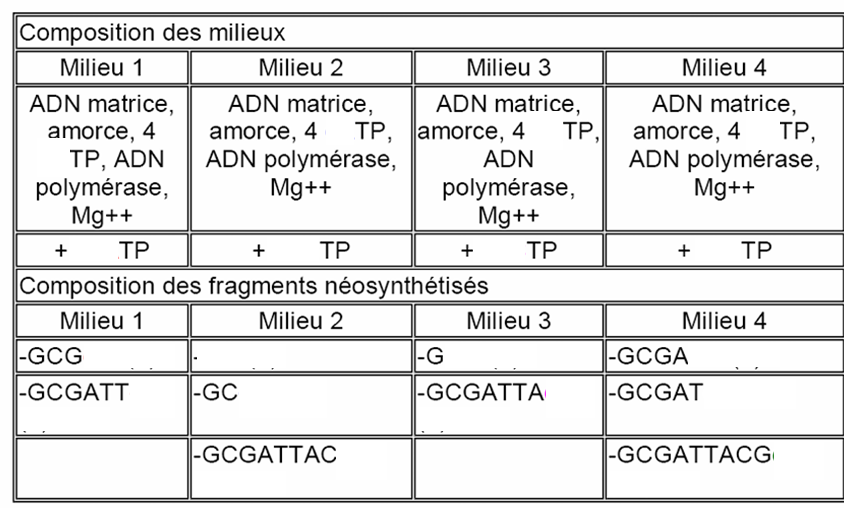 Composition des milieux
Milieu 1 Milieu 2 Milieu 3 Milieu 4
ADN matrice, amorce, 4 TP, ADN polymérase, Mg++
ADN matrice, amorce, 4 TP, ADN polymérase, Mg++
ADN matrice, amorce, 4 TP, ADN polymérase, Mg++
ADN matrice, amorce, 4 TP, ADN polymérase, Mg++
+ TP + TP + TP + TP
Composition des fragments néosynthétisés
Milieu 1 Milieu 2 Milieu 3 Milieu 4
-GCG - -G -GCGA
-GCGATT -GC -GCGATTA -GCGAT
-GCGATTAC -GCGATTACG